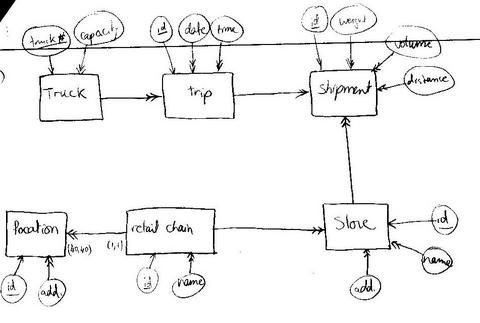 truck#
capacity
id
date
time
id
weight
volume
)
Truck
trip
Shipment
distance
location
retail chain
Store
id
(40,40)
(1,1)
name
id
add.
id
name
add.